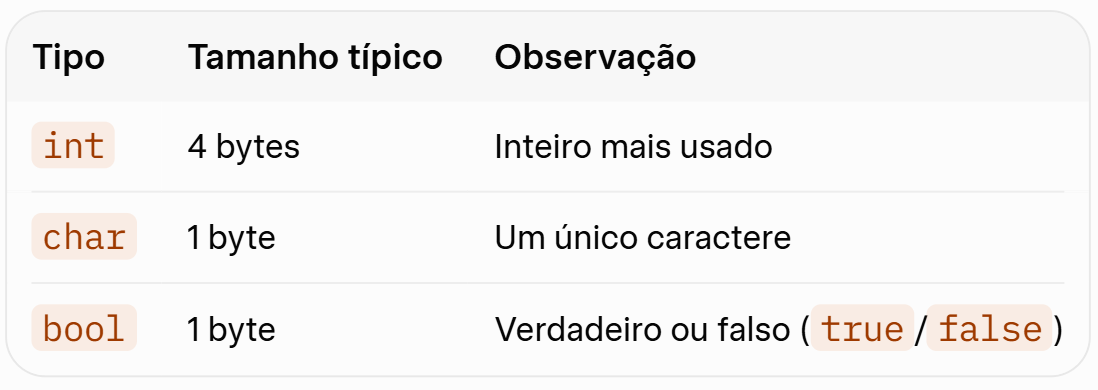 Tipo Tamanho típico Observação
int 4 bytes Inteiro mais usado
char 1 byte Um único caractere
bool 1 byte Verdadeiro ou falso (true/false)